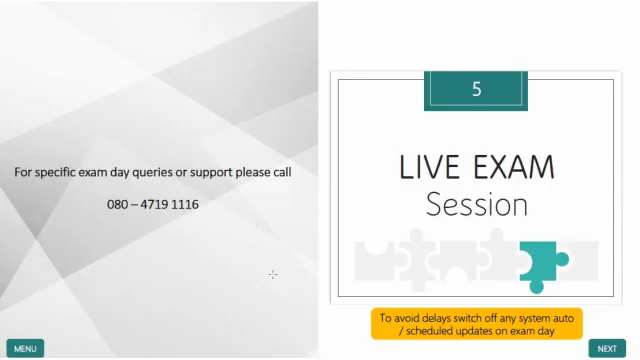 For specific exam day queries or support please call
080 – 4719 1116
MENU
5
LIVE EXAM
Session
To avoid delays switch off any system auto
/ scheduled updates on exam day
NEXT